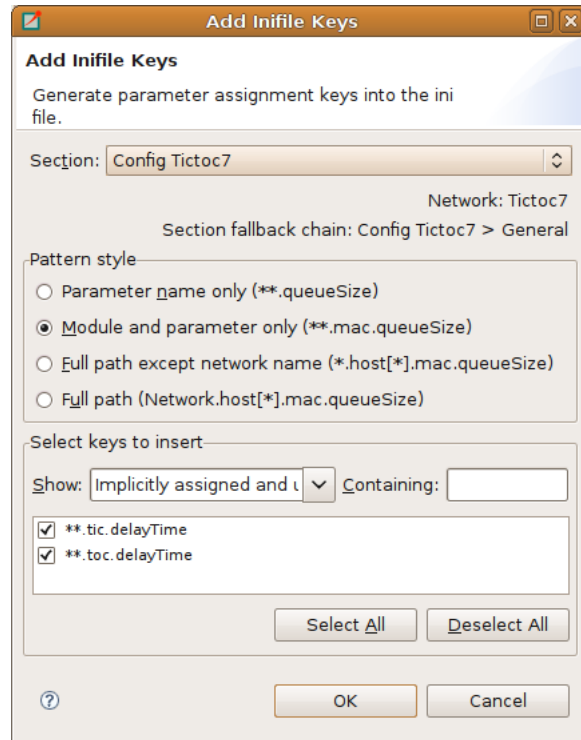 Add Inifile Keys
Add Inifile Keys
Generate parameter assignment keys into the ini
file.
Section: Config Tictoc7
Network: Tictoc7
Section fallback chain: Config Tictoc7 > General
Pattern style
Parameter name only (**.queueSize)
Module and parameter only (**.mac.queueSize)
Full path except network name (*.host[*].mac.queueSize)
Full path (Network.host[*].mac.queueSize)
Select keys to insert
Show: Implicitly assigned and u Containing:
**.tic.delayTime
**.toc.delayTime
Select All Deselect All
? OK Cancel